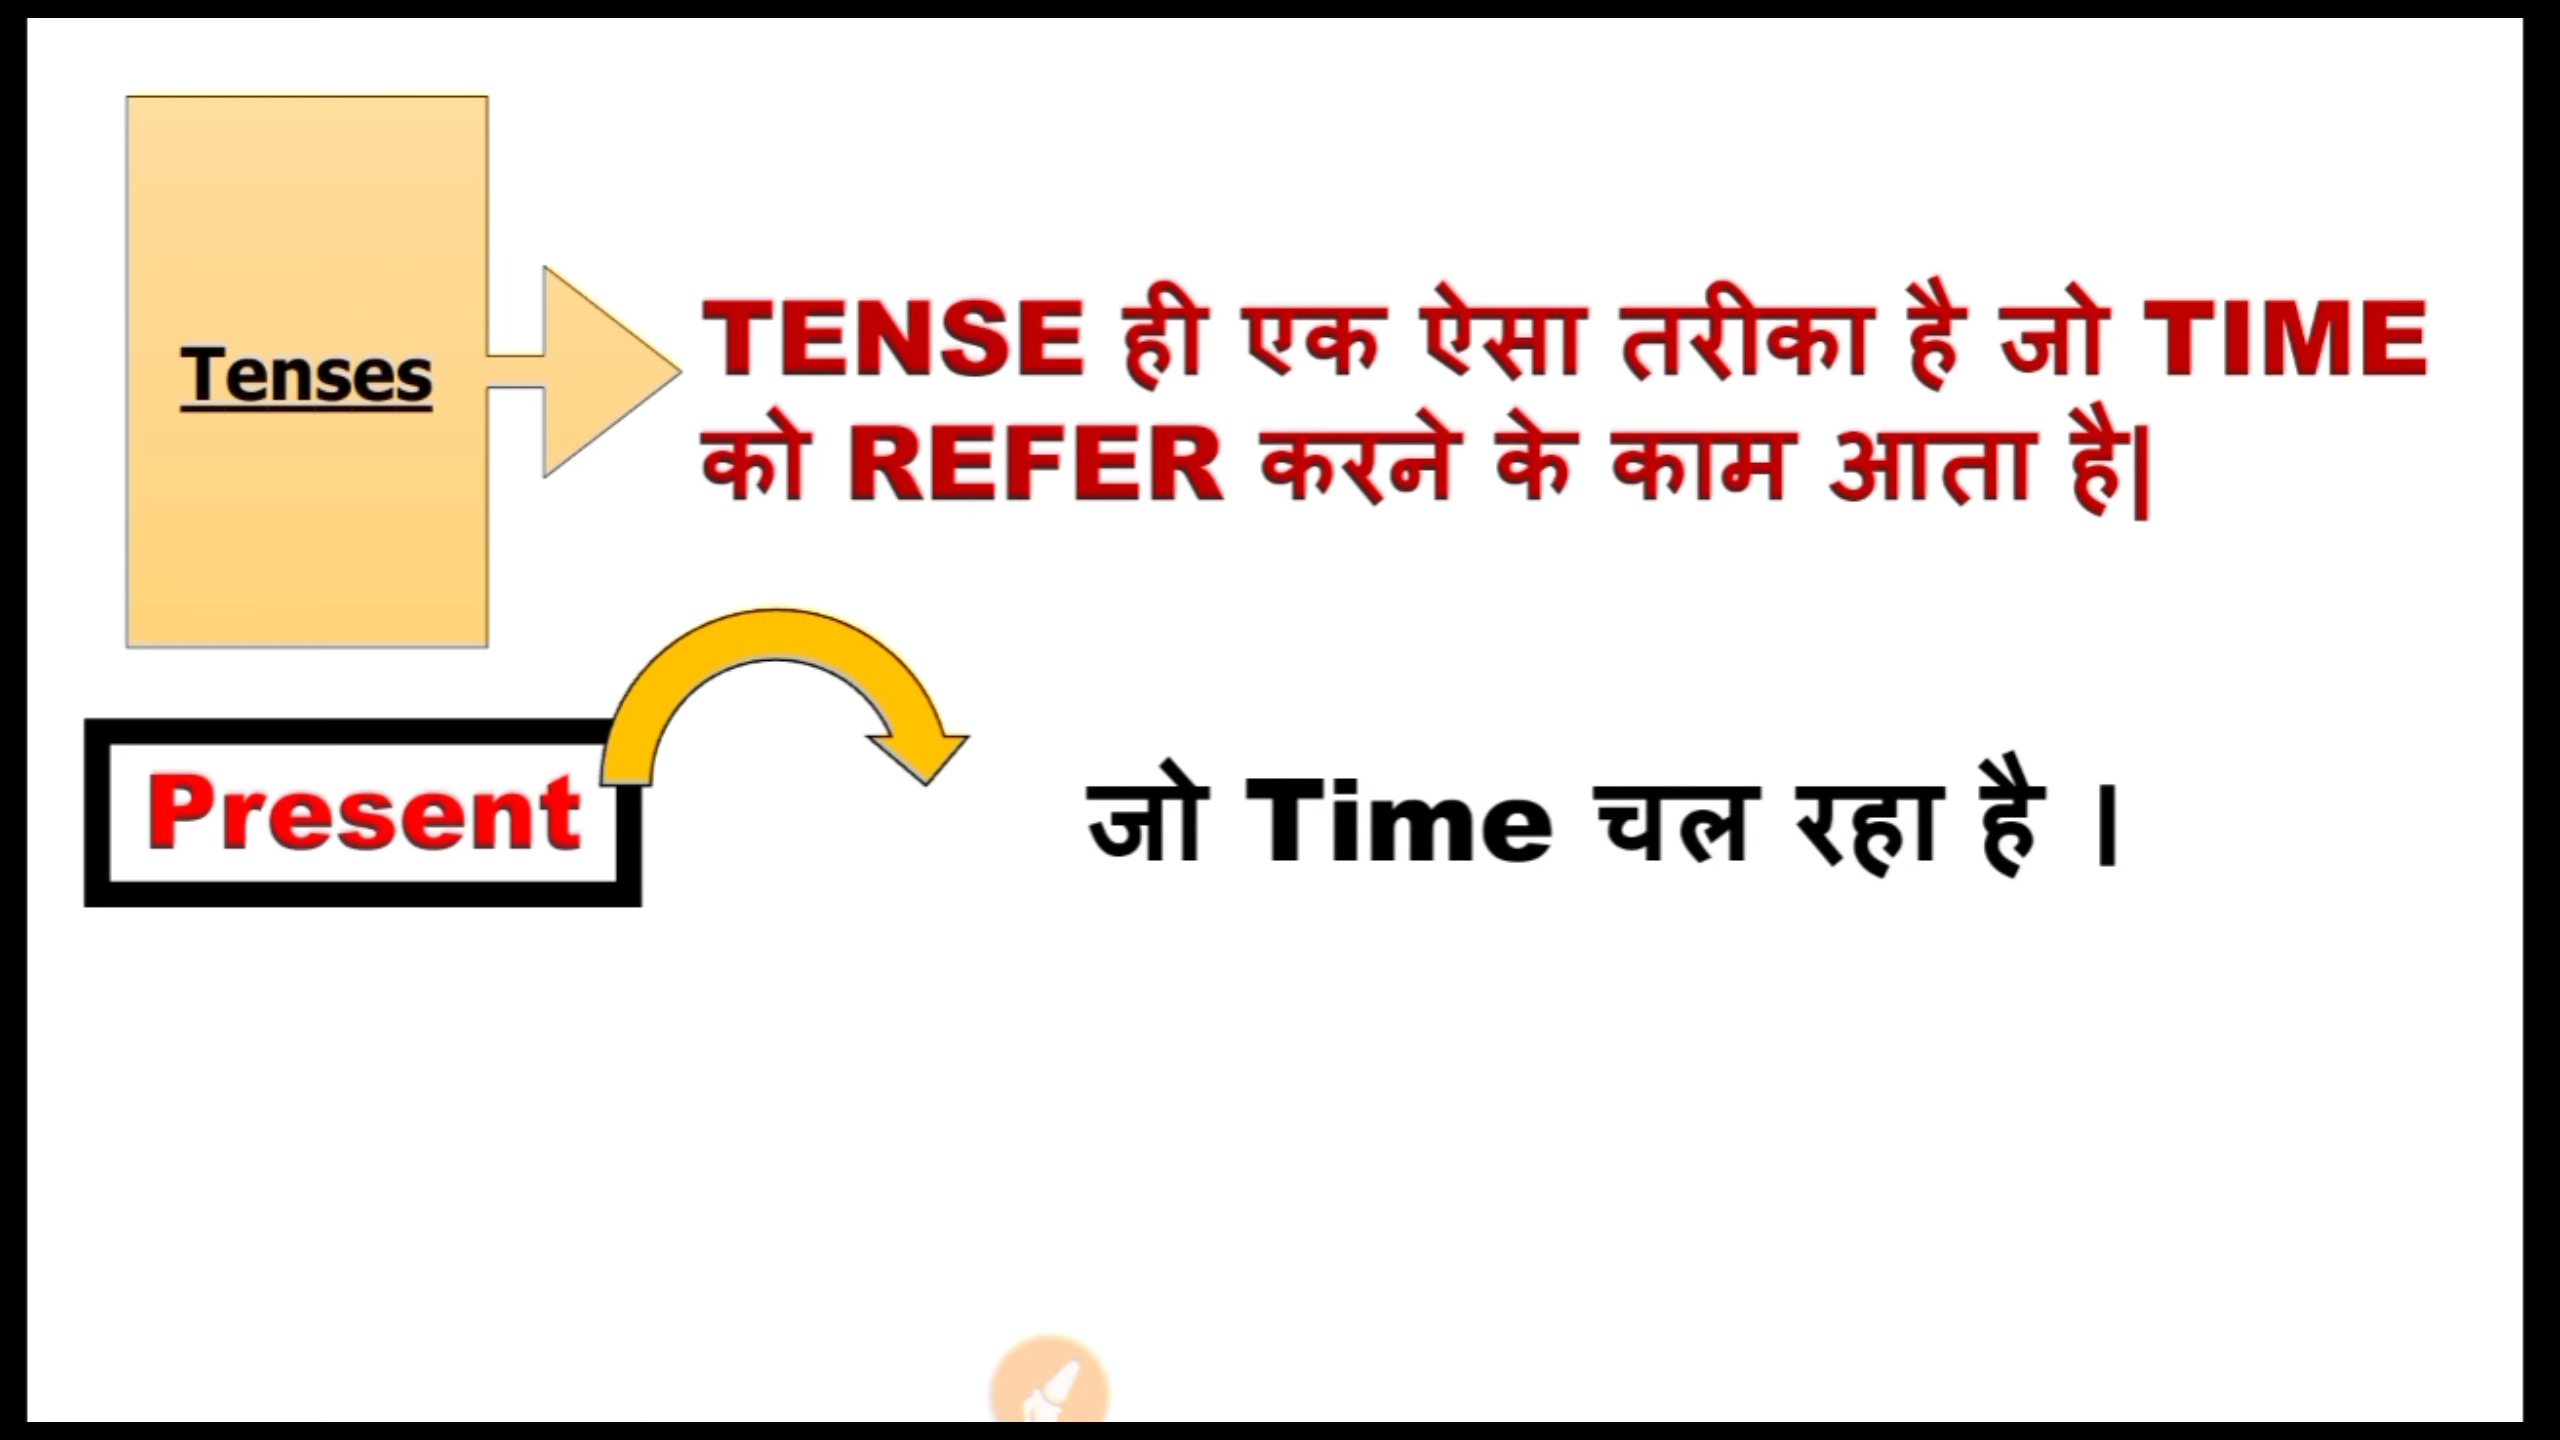 Tenses
TENSE ही एक ऐसा तरीका है जो TIME
को REFER करने के काम आता है|
Present
जो Time चल रहा है ।